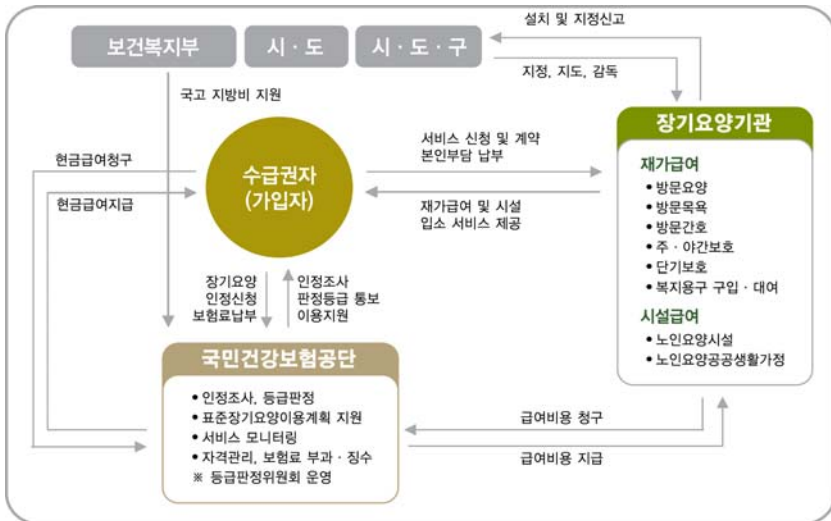 설치 및 지정신고
보건복지부
시 · 도
시 · 도 · 구
지정, 지도, 감독
국고 지방비 지원
장기요양기관
서비스 신청 및 계약
본인부담 납부
현금급여청구
수급권자
(가입자)
현금급여지급
재가급여 및 시설
입소 서비스 제공
재가급여
• 방문요양
• 방문목욕
• 방문간호
• 주 · 야간보호
• 단기보호
• 복지용구 구입 · 대여
시설급여
• 노인요양시설
• 노인요양공공생활가정
장기요양
인정신청
보험료납부
인정조사
판정등급 통보
이용지원
국민건강보험공단
• 인정조사, 등급판정
• 표준장기요양이용계획 지원
• 서비스 모니터링
• 자격관리, 보험료 부과 · 징수
※ 등급판정위원회 운영
급여비용 청구
급여비용 지급